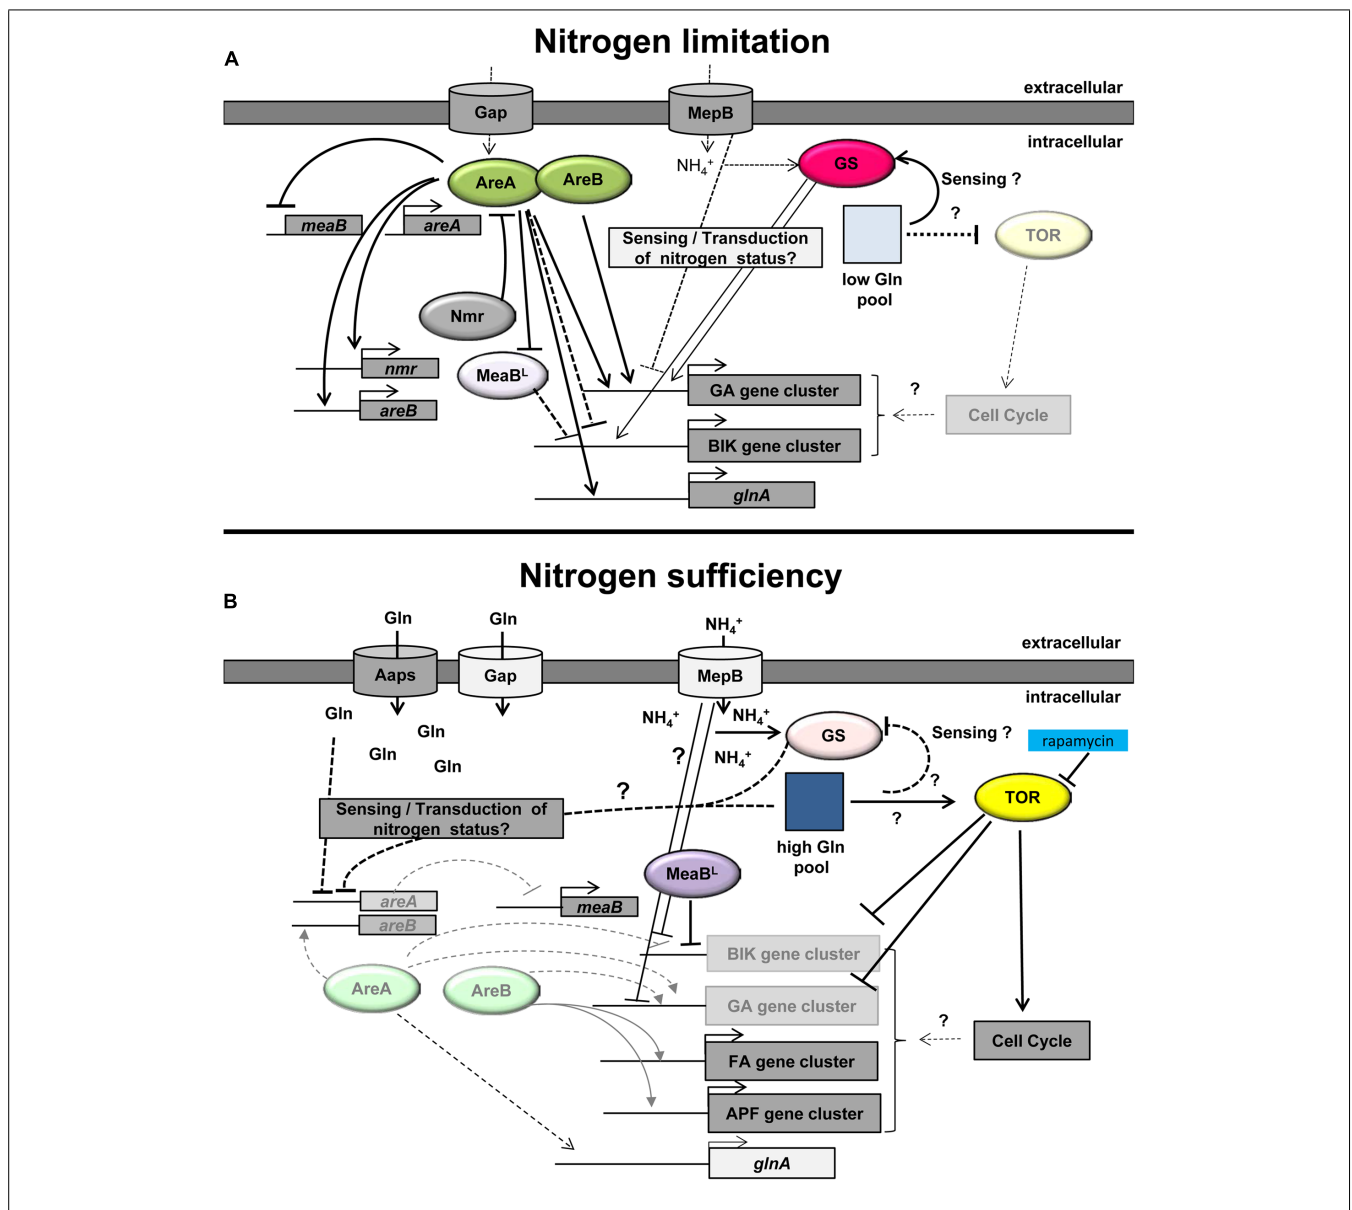 Nitrogen limitation
A
extracellular
Gap
MepB
intracellular
NH4+
GS
AreA
AreB
Sensing ?
?
meaB
areA
Sensing / Transduction
of nitrogen status?
TOR
low Gln
pool
Nmr
nmr
MeaBL
areB
GA gene cluster
?
Cell Cycle
BIK gene cluster
glnA
Nitrogen sufficiency
B
Gln
Gln
NH4+
extracellular
Aaps
Gap
MepB
intracellular
Gln
NH4+
NH4+
Gln
GS
Sensing ?
rapamycin
Gln
?
NH4+
Gln
?
?
TOR
Sensing / Transduction of
nitrogen status?
?
high Gln
pool
MeaBL
areA
meaB
areB
BIK gene cluster
AreA
AreB
GA gene cluster
?
Cell Cycle
FA gene cluster
APF gene cluster
glnA